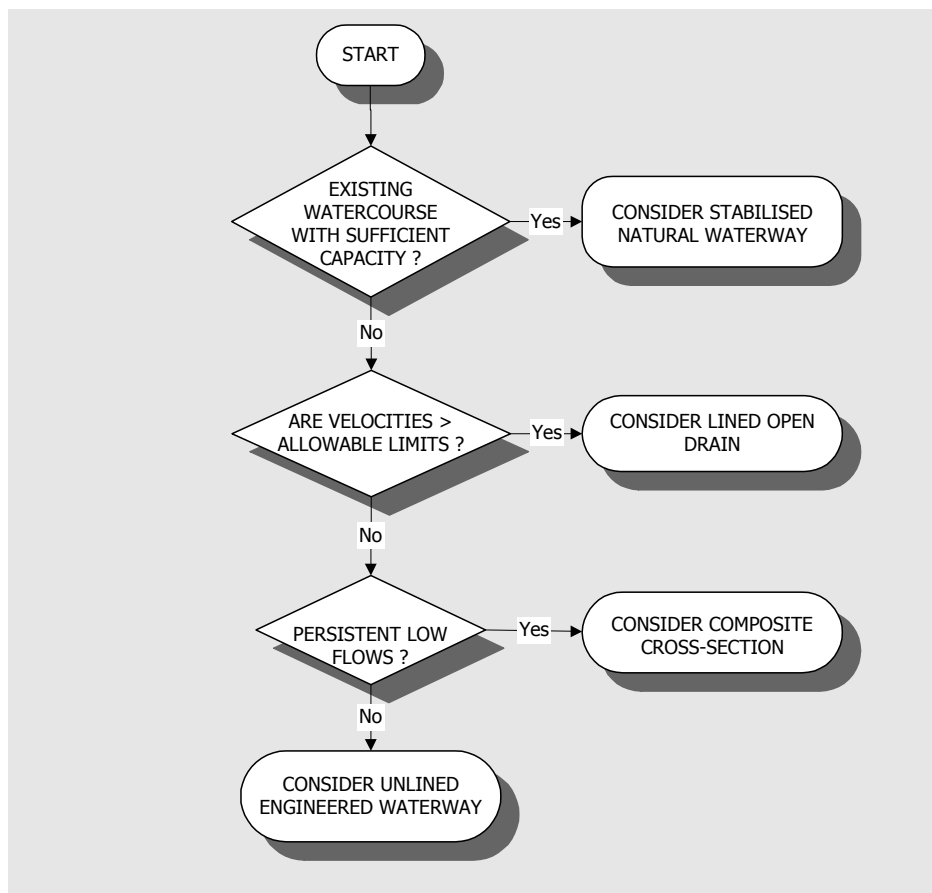 START
EXISTING
WATERCOURSE
WITH SUFFICIENT
CAPACITY ?
Yes
CONSIDER STABILISED
NATURAL WATERWAY
No
ARE VELOCITIES >
ALLOWABLE LIMITS ?
Yes
CONSIDER LINED OPEN
DRAIN
No
PERSISTENT LOW
FLOWS ?
Yes
CONSIDER COMPOSITE
CROSS-SECTION
No
CONSIDER UNLINED
ENGINEERED WATERWAY